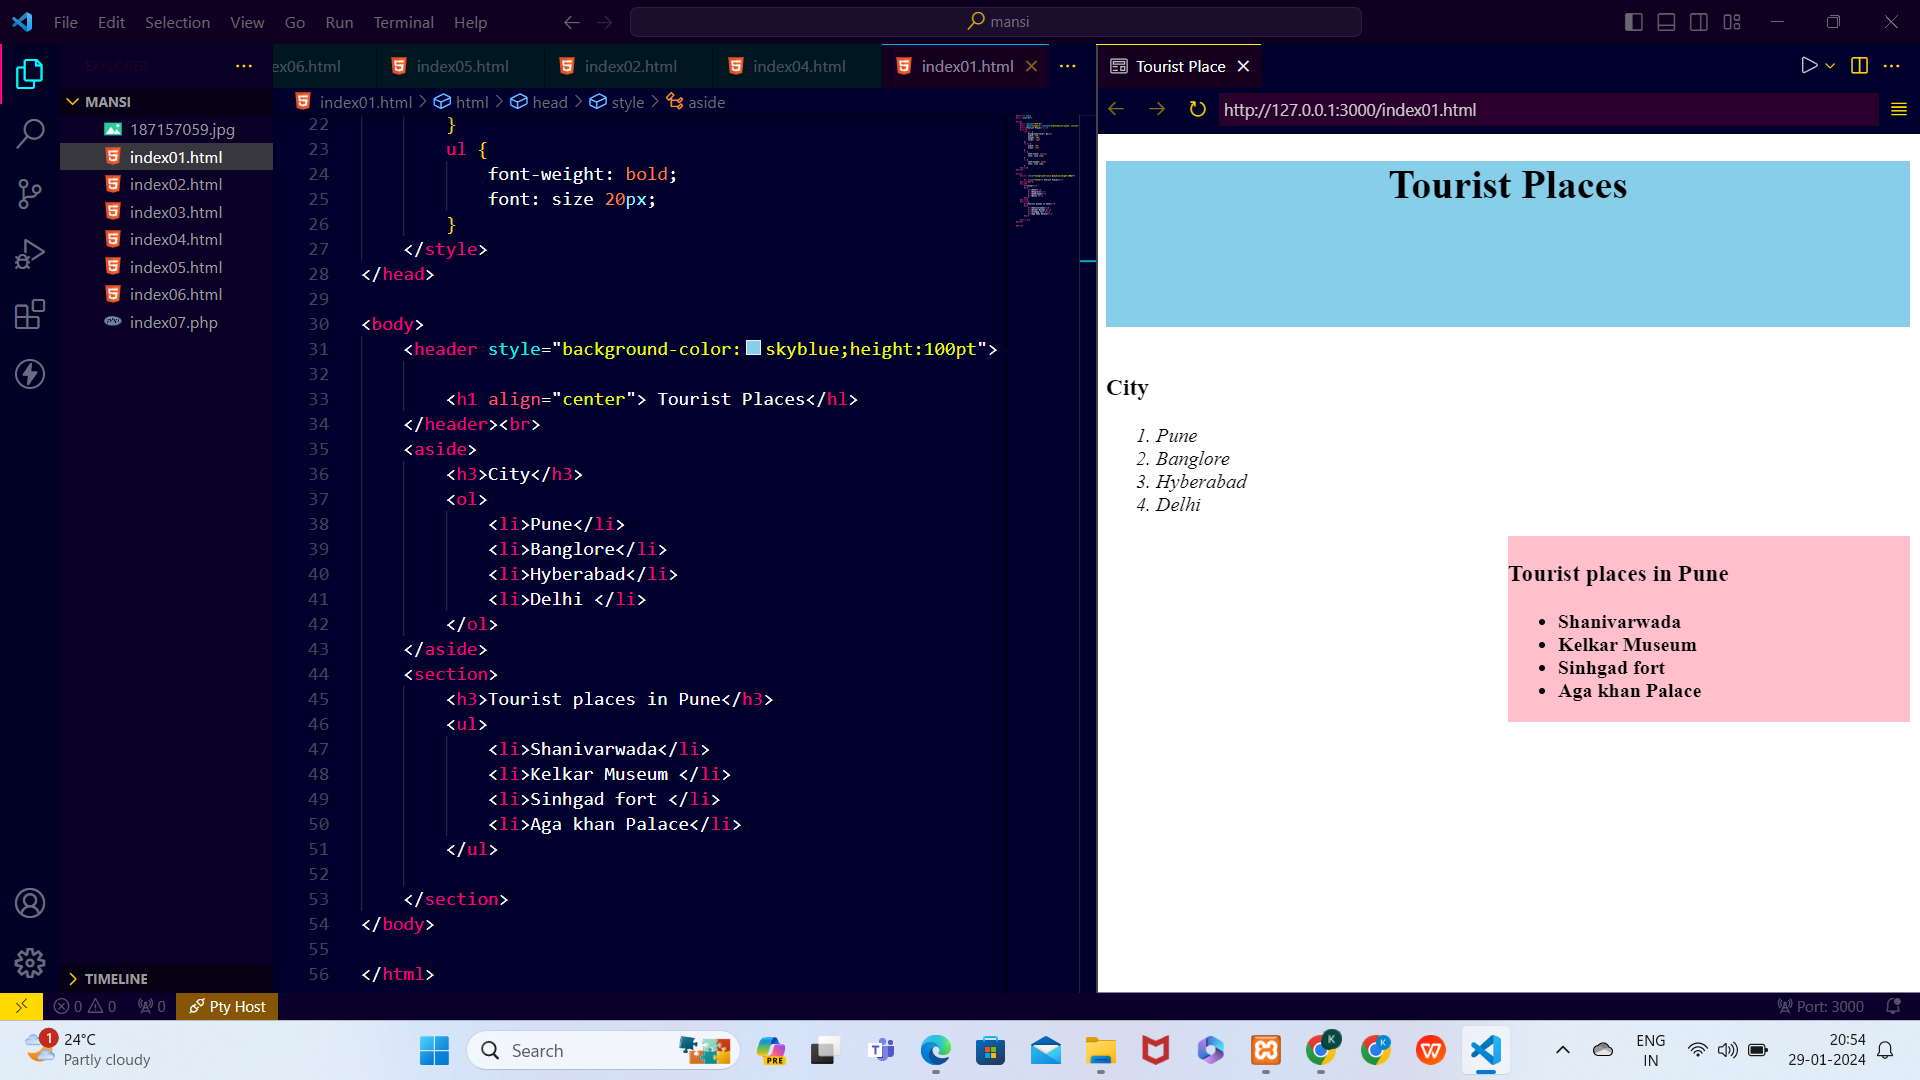 File Edit Selection View Go Run Terminal Help
mansi
EXPLORER
MANSI
187157059.jpg
index01.html
index02.html
index03.html
index04.html
index05.html
index06.html
index07.php
TIMELINE
ex06.html index05.html index02.html index04.html index01.html
index01.html > html > head > style > aside
22 }
23 ul {
24 font-weight: bold;
25 font: size 20px;
26 }
27 </style>
28 </head>
29
30 <body>
31 <header style="background-color: skyblue;height:100pt">
32
33 <h1 align="center"> Tourist Places</hl>
34 </header><br>
35 <aside>
36 <h3>City</h3>
37 <ol>
38 <li>Pune</li>
39 <li>Banglore</li>
40 <li>Hyberabad</li>
41 <li>Delhi </li>
42 </ol>
43 </aside>
44 <section>
45 <h3>Tourist places in Pune</h3>
46 <ul>
47 <li>Shanivarwada</li>
48 <li>Kelkar Museum </li>
49 <li>Sinhgad fort </li>
50 <li>Aga khan Palace</li>
51 </ul>
52
53 </section>
54 </body>
55
56 </html>
Tourist Place
http://127.0.0.1:3000/index01.html
Tourist Places
City
1. Pune
2. Banglore
3. Hyberabad
4. Delhi
Tourist places in Pune
• Shanivarwada
• Kelkar Museum
• Sinhgad fort
• Aga khan Palace
0 0 0 Pty Host
Port: 3000
1
24°C
Partly cloudy
Search
PRE
K
K
ENG
IN
20:54
29-01-2024